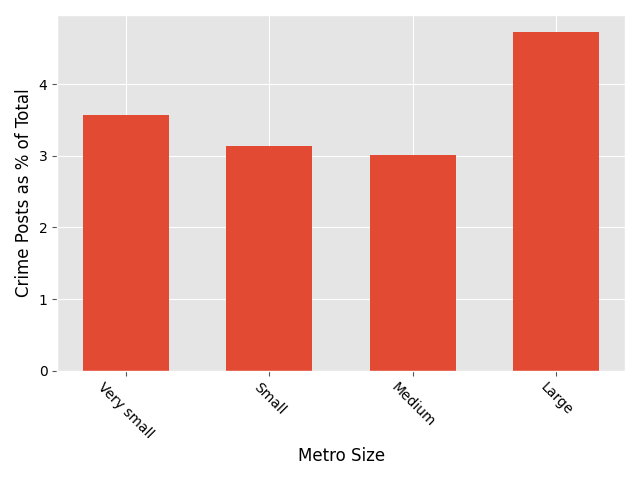 Crime Posts as % of Total
4
3
2
1
0
Very small
Small
Medium
Large
Metro Size